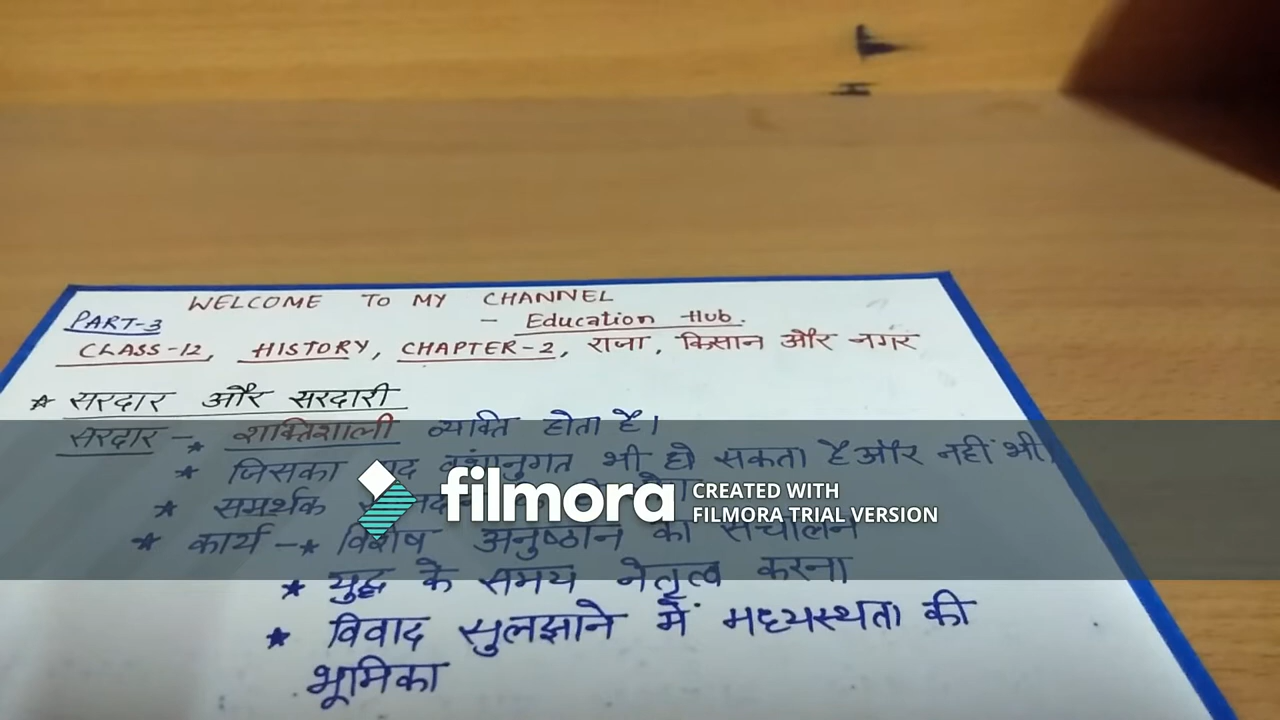 WELCOME TO MY CHANNEL
PART-3
- Education Hub.
CLASS-12, HISTORY, CHAPTER-2, राजा, किसान और नगर
* सरदार और सरदारी
सरदार - * शक्तिशाली व्यक्ति होता है।
* जिसका पद वंशानुगत भी हो सकता है और नहीं भी।
* समर्थक
* कार्य - * विशेष अनुष्ठान का संचालन
* युद्ध के समय नेतृत्व करना
* विवाद सुलझाने में मध्यस्थता की
भूमिका
filmora
CREATED WITH
FILMORA TRIAL VERSION